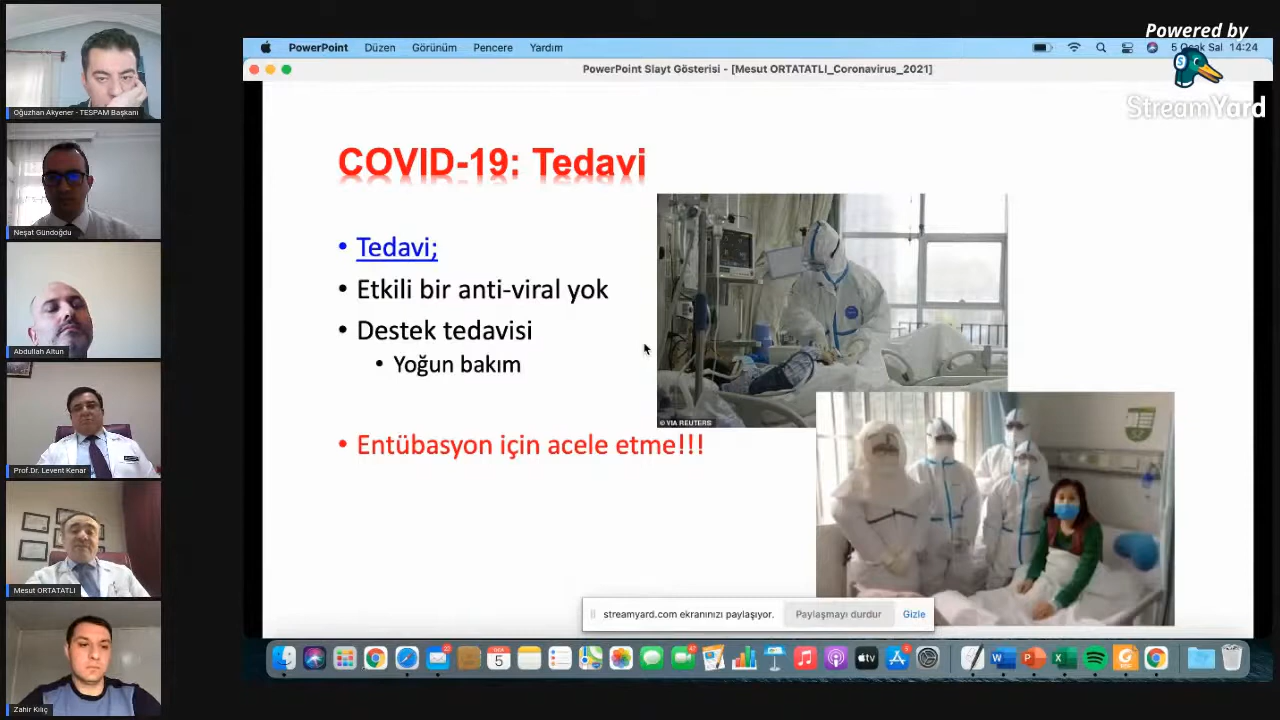 Powered by
StreamYard
PowerPoint Düzen Görünüm Pencere Yardım
5 Ocak Sal 14:24
PowerPoint Slayt Gösterisi - [Mesut ORTATATLI_Coronavirus_2021]
Oğuzhan Akyener - TESPAM Başkanı
Neşat Gündoğdu
Abdullah Altun
Prof.Dr. Levent Kenar
Mesut ORTATATLI
Zahir Kılıç
COVID-19: Tedavi
• Tedavi;
• Etkili bir anti-viral yok
• Destek tedavisi
• Yoğun bakım
• Entübasyon için acele etme!!!
© VIA REUTERS
streamyard.com ekranınızı paylaşıyor. Paylaşmayı durdur Gizle
5